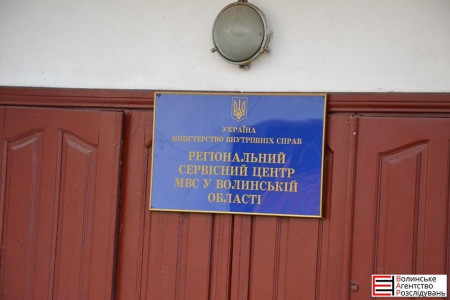 УКРАЇНА
МІНІСТЕРСТВО ВНУТРІШНІХ СПРАВ
РЕГІОНАЛЬНИЙ
СЕРВІСНИЙ ЦЕНТР
МВС У ВОЛИНСЬКІЙ
ОБЛАСТІ
Волинське
Агентство
Розслідувань